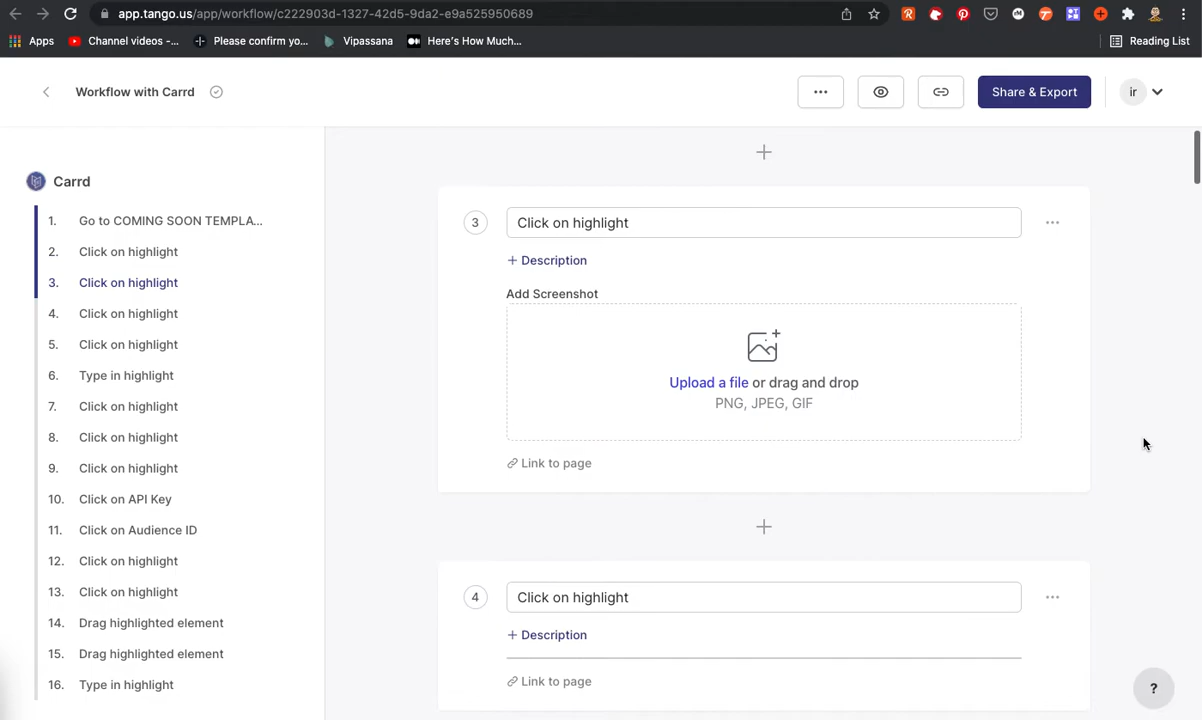 app.tango.us/app/workflow/c222903d-1327-42d5-9da2-e9a525950689
Apps Channel videos -... Please confirm yo... Vipassana Here's How Much... Reading List
Workflow with Carrd ... Share & Export ir
Carrd
1. Go to COMING SOON TEMPLA...
2. Click on highlight
3. Click on highlight
4. Click on highlight
5. Click on highlight
6. Type in highlight
7. Click on highlight
8. Click on highlight
9. Click on highlight
10. Click on API Key
11. Click on Audience ID
12. Click on highlight
13. Click on highlight
14. Drag highlighted element
15. Drag highlighted element
16. Type in highlight
3 Click on highlight
+ Description
Add Screenshot
Upload a file or drag and drop
PNG, JPEG, GIF
Link to page
4 Click on highlight
+ Description
Link to page
?